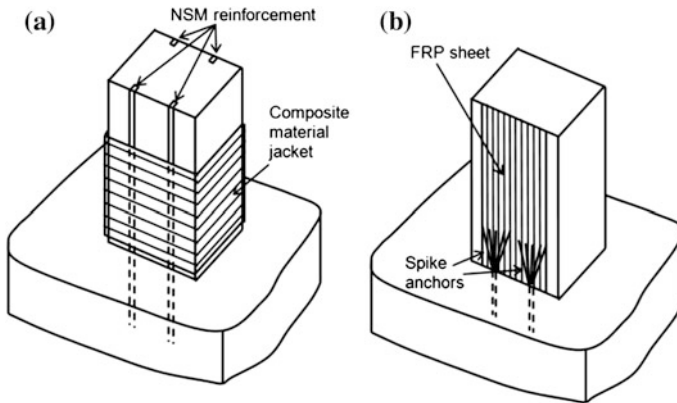 (a)
NSM reinforcement
Composite
material
jacket
(b)
FRP sheet
Spike
anchors